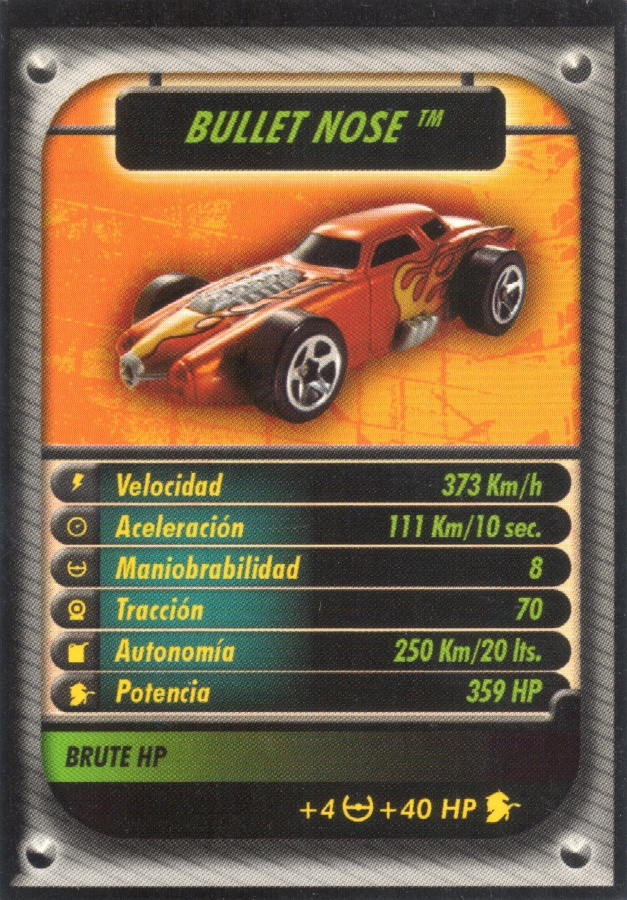 BULLET NOSE ™
Velocidad 373 Km/h
Aceleración 111 Km/10 sec.
Maniobrabilidad 8
Tracción 70
Autonomía 250 Km/20 lts.
Potencia 359 HP
BRUTE HP
+4 +40 HP